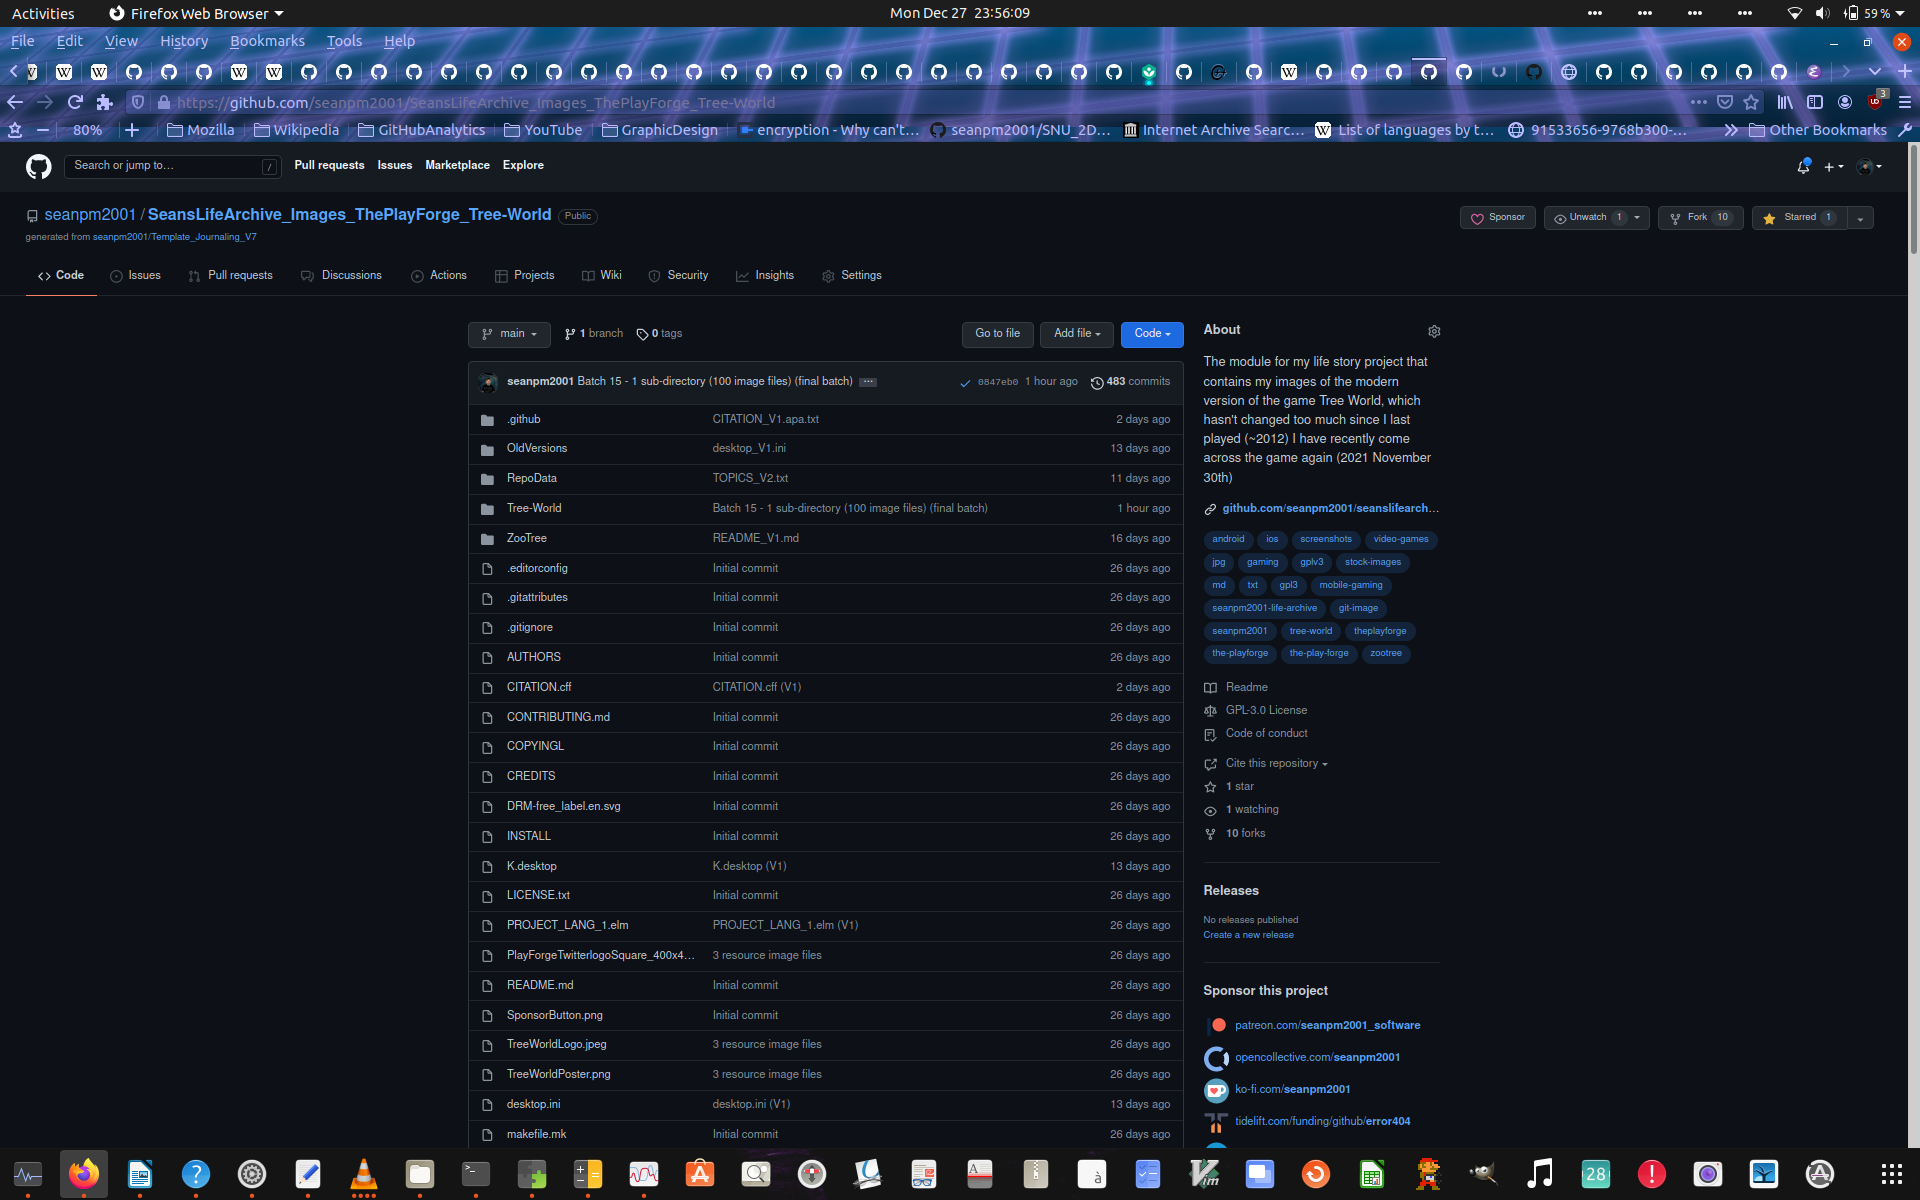 Activities
Firefox Web Browser
Mon Dec 27 23:56:09
59 %
File Edit View History Bookmarks Tools Help
https://github.com/seanpm2001/SeansLifeArchive_Images_ThePlayForge_Tree-World
3
80%
Mozilla
Wikipedia
GitHubAnalytics
YouTube
GraphicDesign
encryption - Why can't…
seanpm2001/SNU_2D…
Internet Archive Searc…
List of languages by t…
91533656-9768b300-…
Other Bookmarks
Search or jump to…
/
Pull requests
Issues
Marketplace
Explore
seanpm2001 / SeansLifeArchive_Images_ThePlayForge_Tree-World
Public
generated from seanpm2001/Template_Journaling_V7
Sponsor
Unwatch 1
Fork 10
Starred 1
Code
Issues
Pull requests
Discussions
Actions
Projects
Wiki
Security
Insights
Settings
main
1 branch
0 tags
Go to file
Add file
Code
seanpm2001 Batch 15 - 1 sub-directory (100 image files) (final batch) … 0847eb0 1 hour ago 483 commits
.github CITATION_V1.apa.txt 2 days ago
OldVersions desktop_V1.ini 13 days ago
RepoData TOPICS_V2.txt 11 days ago
Tree-World Batch 15 - 1 sub-directory (100 image files) (final batch) 1 hour ago
ZooTree README_V1.md 16 days ago
.editorconfig Initial commit 26 days ago
.gitattributes Initial commit 26 days ago
.gitignore Initial commit 26 days ago
AUTHORS Initial commit 26 days ago
CITATION.cff CITATION.cff (V1) 2 days ago
CONTRIBUTING.md Initial commit 26 days ago
COPYINGL Initial commit 26 days ago
CREDITS Initial commit 26 days ago
DRM-free_label.en.svg Initial commit 26 days ago
INSTALL Initial commit 26 days ago
K.desktop K.desktop (V1) 13 days ago
LICENSE.txt Initial commit 26 days ago
PROJECT_LANG_1.elm PROJECT_LANG_1.elm (V1) 26 days ago
PlayForgeTwitterlogoSquare_400x4… 3 resource image files 26 days ago
README.md Initial commit 26 days ago
SponsorButton.png Initial commit 26 days ago
TreeWorldLogo.jpeg 3 resource image files 26 days ago
TreeWorldPoster.png 3 resource image files 26 days ago
desktop.ini desktop.ini (V1) 13 days ago
makefile.mk Initial commit 26 days ago
About
The module for my life story project that
contains my images of the modern
version of the game Tree World, which
hasn't changed too much since I last
played (~2012) I have recently come
across the game again (2021 November
30th)
github.com/seanpm2001/seanslifearch…
android ios screenshots video-games
jpg gaming gplv3 stock-images
md txt gpl3 mobile-gaming
seanpm2001-life-archive git-image
seanpm2001 tree-world theplayforge
the-playforge the-play-forge zootree
Readme
GPL-3.0 License
Code of conduct
Cite this repository
1 star
1 watching
10 forks
Releases
No releases published
Create a new release
Sponsor this project
patreon.com/seanpm2001_software
opencollective.com/seanpm2001
ko-fi.com/seanpm2001
tidelift.com/funding/github/error404
28